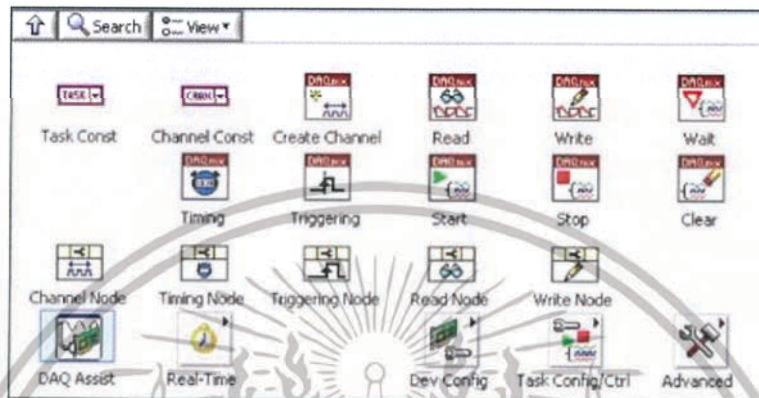 Search View
TASK CHAN DAQmx DAQmx DAQmx DAQmx
Task Const Channel Const Create Channel Read Write Wait
DAQmx DAQmx DAQmx DAQmx DAQmx
Timing Triggering Start Stop Clear
Channel Node Timing Node Triggering Node Read Node Write Node
DAQ Assist Real-Time Dev Config Task Config/Ctrl Advanced